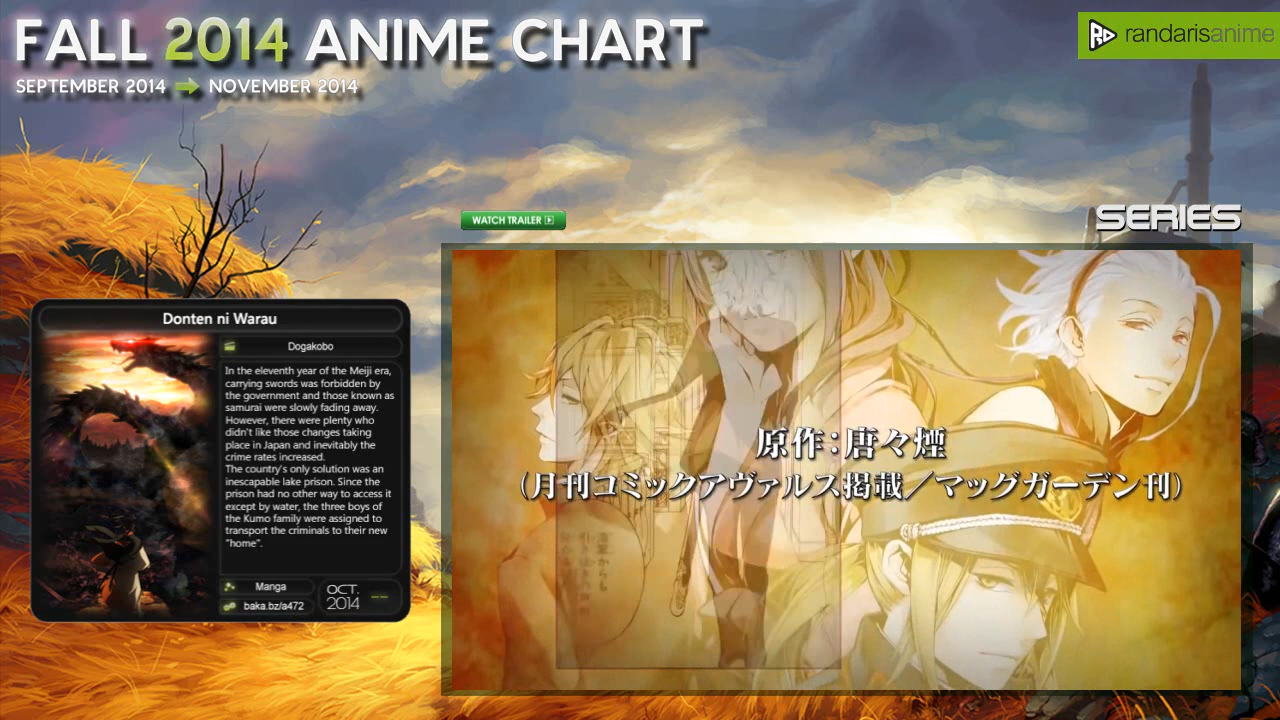 FALL 2014 ANIME CHART
SEPTEMBER 2014 NOVEMBER 2014
randarisanime
WATCH TRAILER
SERIES
Donten ni Warau
Dogakobo
In the eleventh year of the Meiji era,
carrying swords was forbidden by
the government and those known as
samurai were slowly fading away.
However, there were plenty who
didn't like those changes taking
place in Japan and inevitably the
crime rates increased.
The country's only solution was an
inescapable lake prison. Since the
prison had no other way to access it
except by water, the three boys of
the Kumo family were assigned to
transport the criminals to their new
"home".
Manga
baka.bz/a472
OCT.
2014
--
原作：唐々煙
（月刊コミックアヴァルス掲載／マッグガーデン刊）